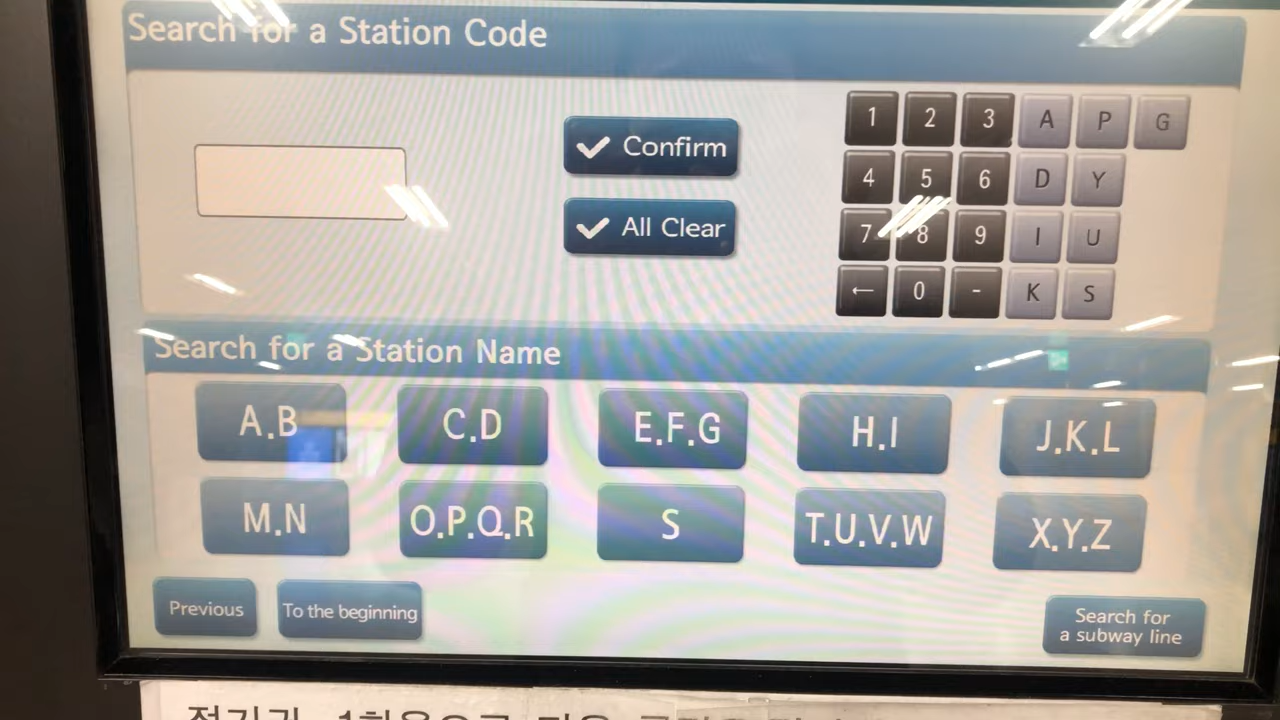 Search for a Station Code
Confirm
All Clear
1 2 3 A P G
4 5 6 D Y
7 8 9 I U
← 0 - K S
Search for a Station Name
A.B C.D E.F.G H.I J.K.L
M.N O.P.Q.R S T.U.V.W X.Y.Z
Previous
To the beginning
Search for
a subway line